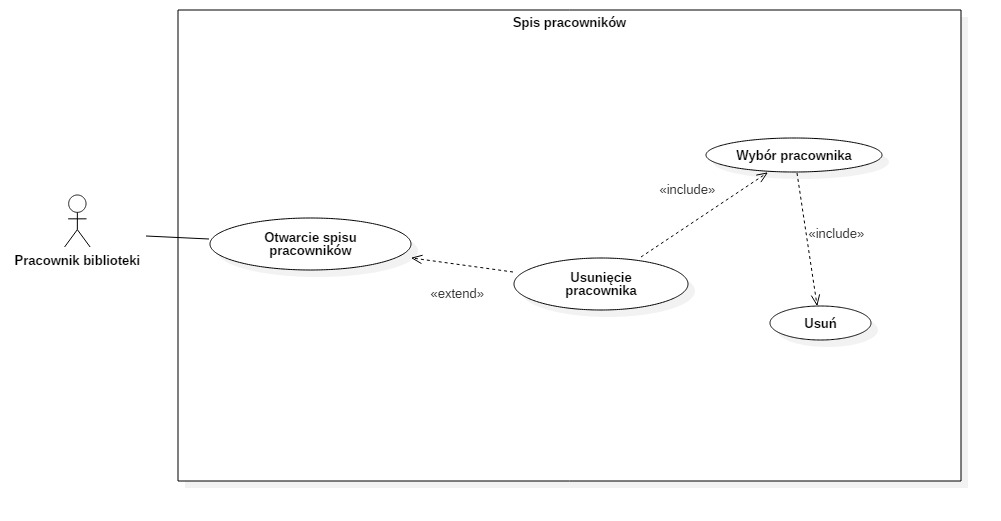 Spis pracowników
Wybór pracownika
«include»
«include»
Otwarcie spisu
pracowników
Pracownik biblioteki
Usunięcie
pracownika
«extend»
Usuń